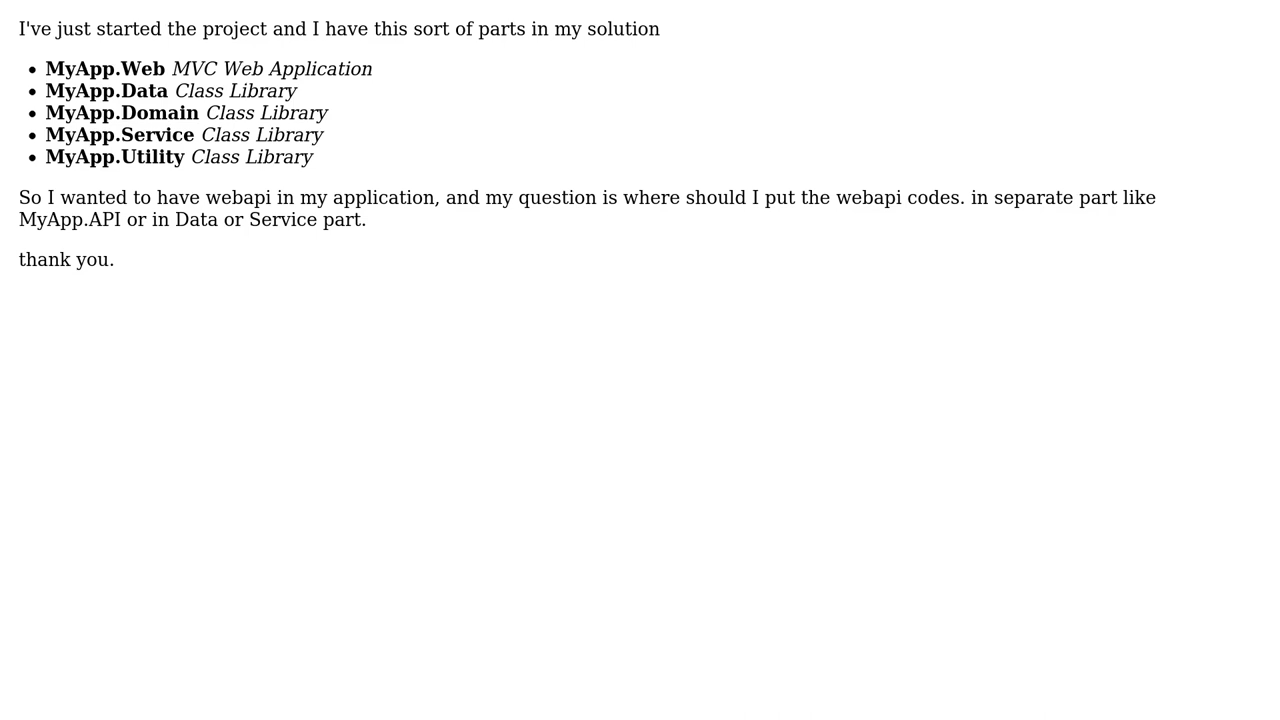 I've just started the project and I have this sort of parts in my solution
• MyApp.Web MVC Web Application
• MyApp.Data Class Library
• MyApp.Domain Class Library
• MyApp.Service Class Library
• MyApp.Utility Class Library
So I wanted to have webapi in my application, and my question is where should I put the webapi codes. in separate part like
MyApp.API or in Data or Service part.
thank you.